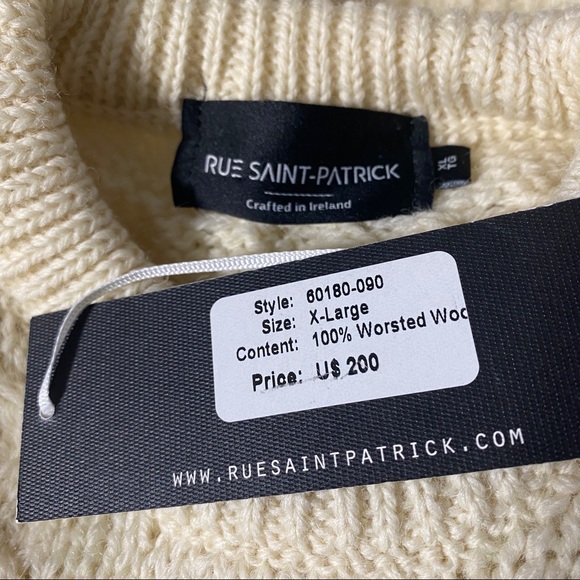 RUE SAINT-PATRICK
Crafted in Ireland
XL
TG
Style: 60180-090
Size: X-Large
Content: 100% Worsted Woo
Price: U$ 200
WWW.RUESAINTPATRICK.COM